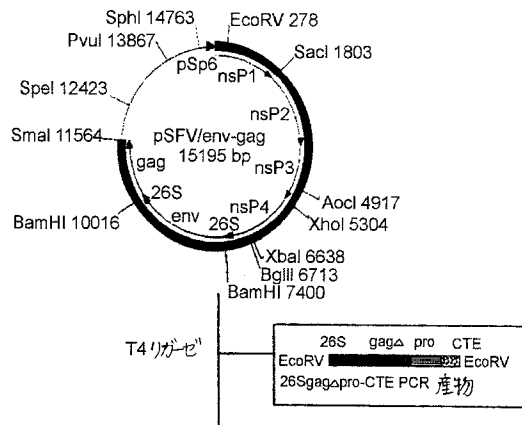 SphI 14763
EcoRV 278
PvuI 13867
SacI 1803
pSp6
nsP1
SpeI 12423
nsP2
SmaI 11564
pSFV/env-gag
15195 bp
nsP3
gag
AocI 4917
26S
nsP4
XhoI 5304
BamHI 10016
env
26S
XbaI 6638
BglII 6713
BamHI 7400
T4リガーゼ
26S gag△ pro CTE
EcoRV EcoRV
26Sgag△pro-CTE PCR 産物